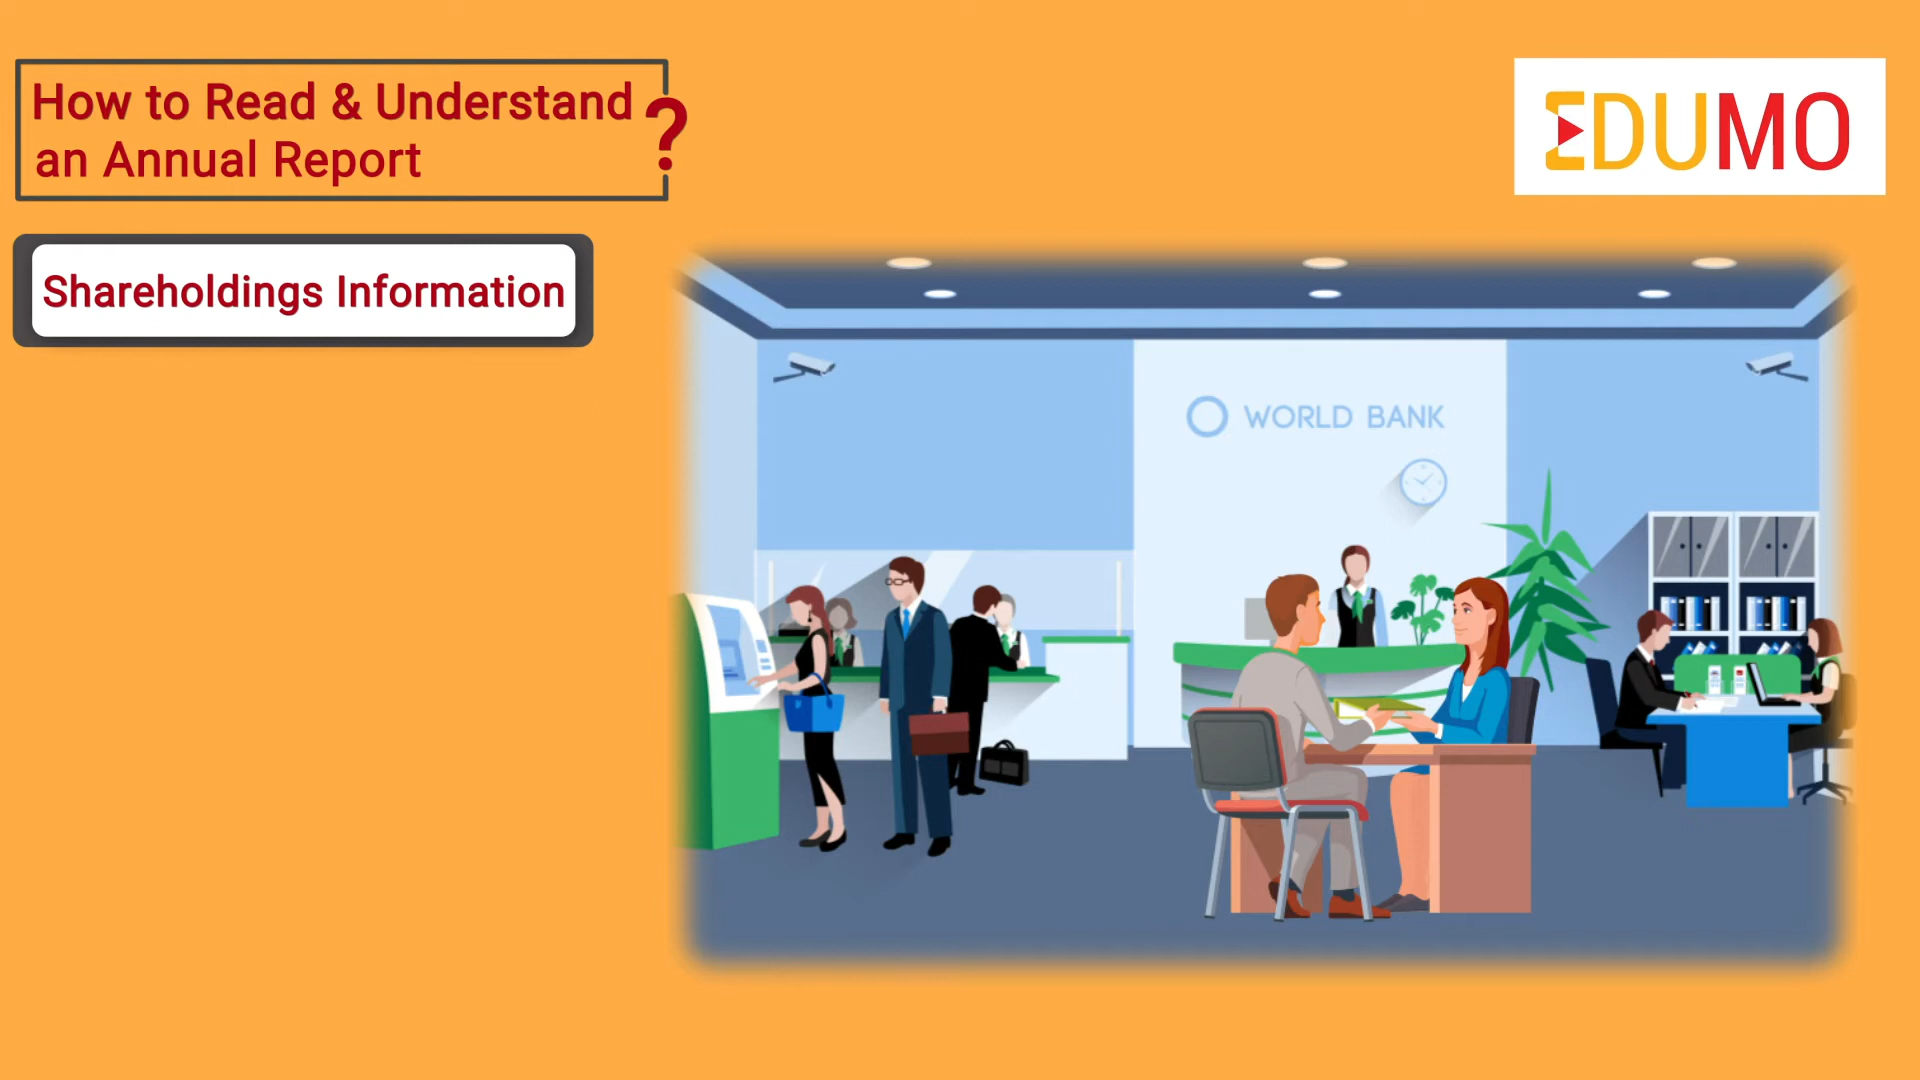 How to Read & Understand
an Annual Report?
EDUMO
Shareholdings Information
WORLD BANK